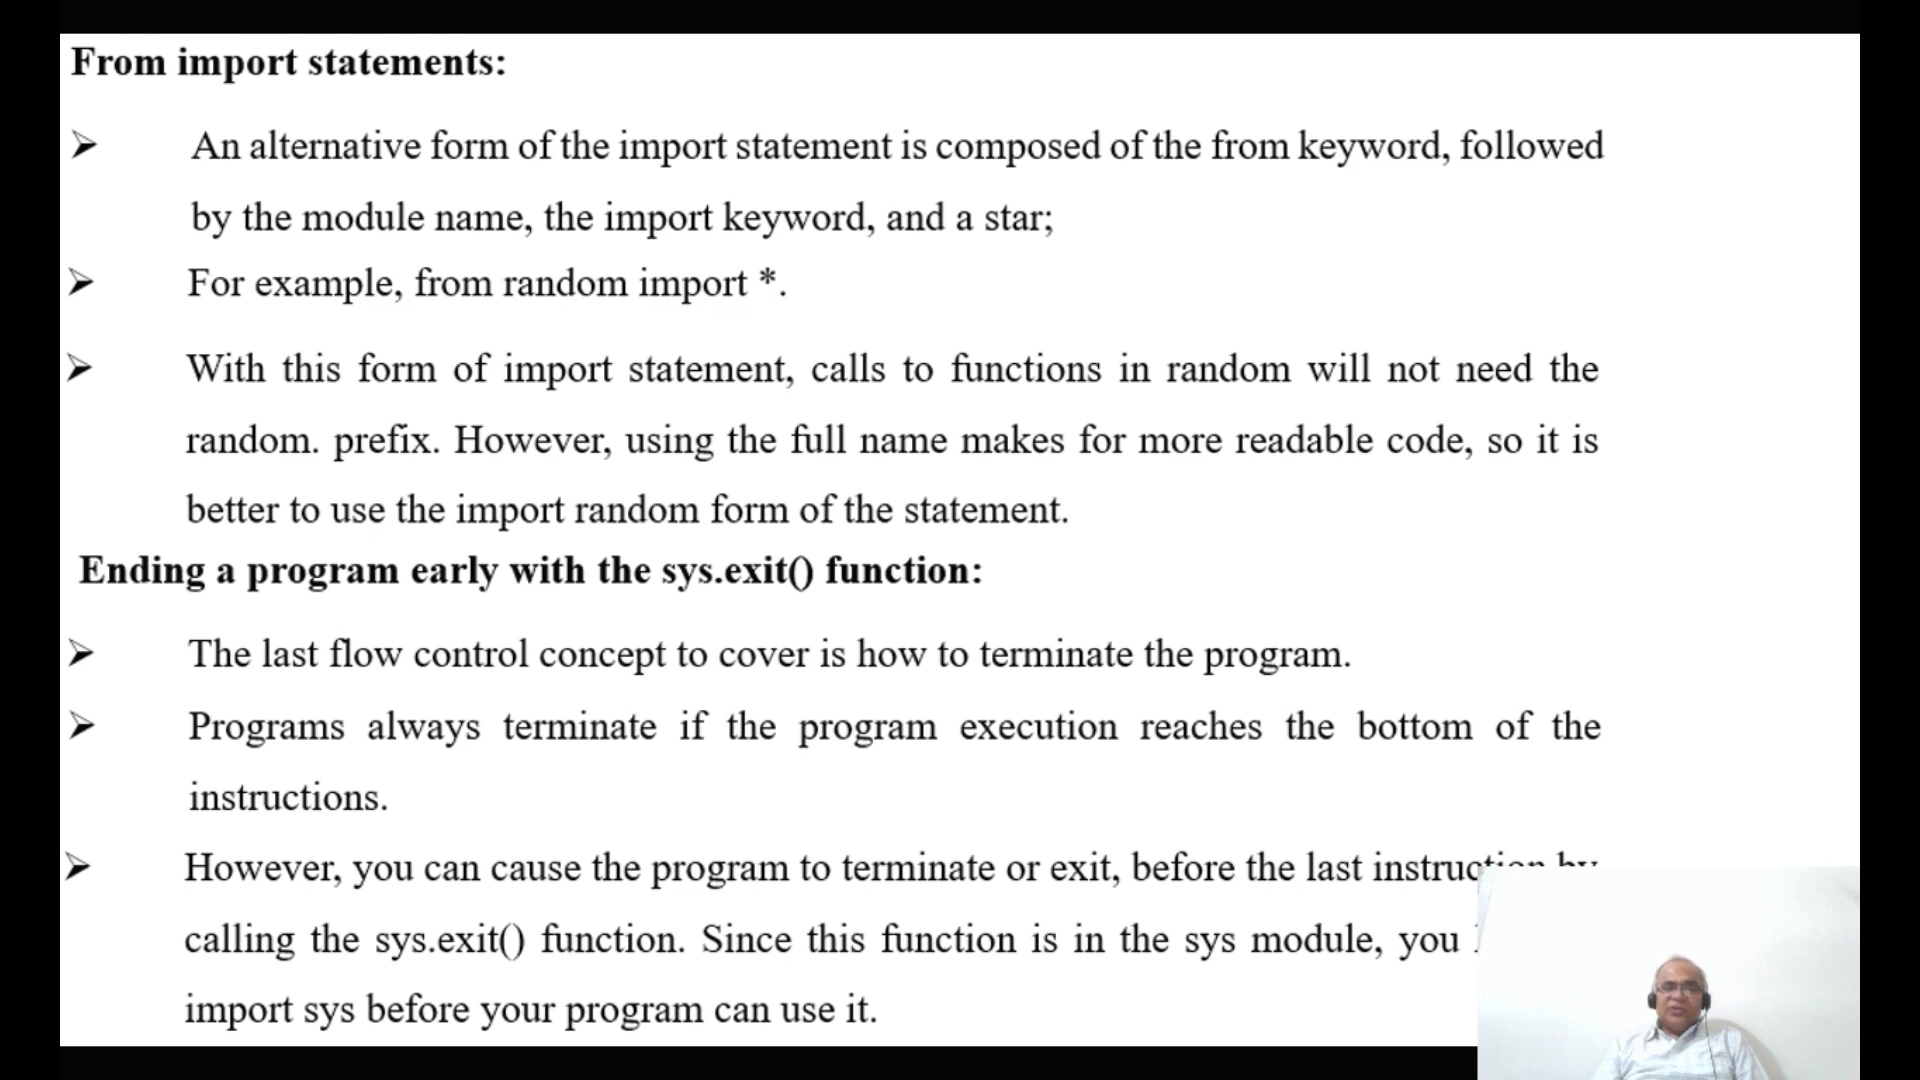 From import statements:
An alternative form of the import statement is composed of the from keyword, followed
by the module name, the import keyword, and a star;
For example, from random import *.
With this form of import statement, calls to functions in random will not need the
random. prefix. However, using the full name makes for more readable code, so it is
better to use the import random form of the statement.
Ending a program early with the sys.exit() function:
The last flow control concept to cover is how to terminate the program.
Programs always terminate if the program execution reaches the bottom of the
instructions.
However, you can cause the program to terminate or exit, before the last instruction by
calling the sys.exit() function. Since this function is in the sys module, you
import sys before your program can use it.